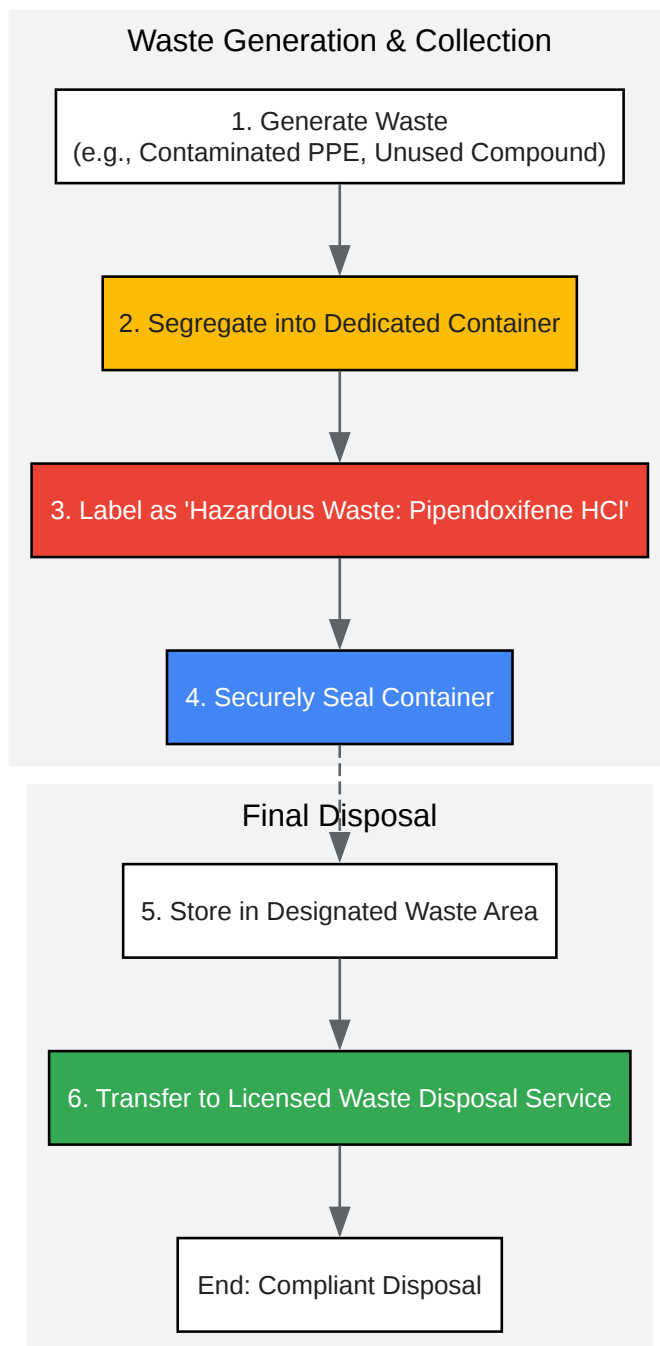 Waste Generation & Collection
1. Generate Waste
(e.g., Contaminated PPE, Unused Compound)
2. Segregate into Dedicated Container
3. Label as 'Hazardous Waste: Pipendoxifene HCl'
4. Securely Seal Container
Final Disposal
5. Store in Designated Waste Area
6. Transfer to Licensed Waste Disposal Service
End: Compliant Disposal